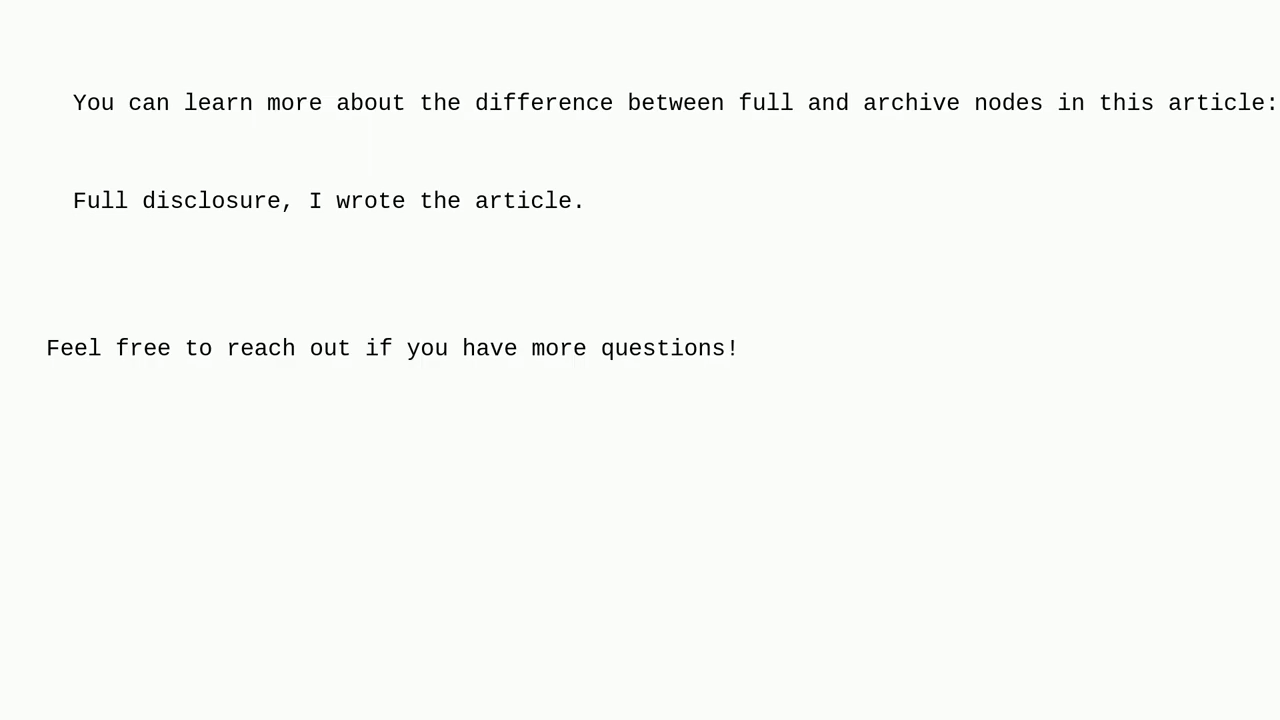 You can learn more about the difference between full and archive nodes in this article:
Full disclosure, I wrote the article.
Feel free to reach out if you have more questions!